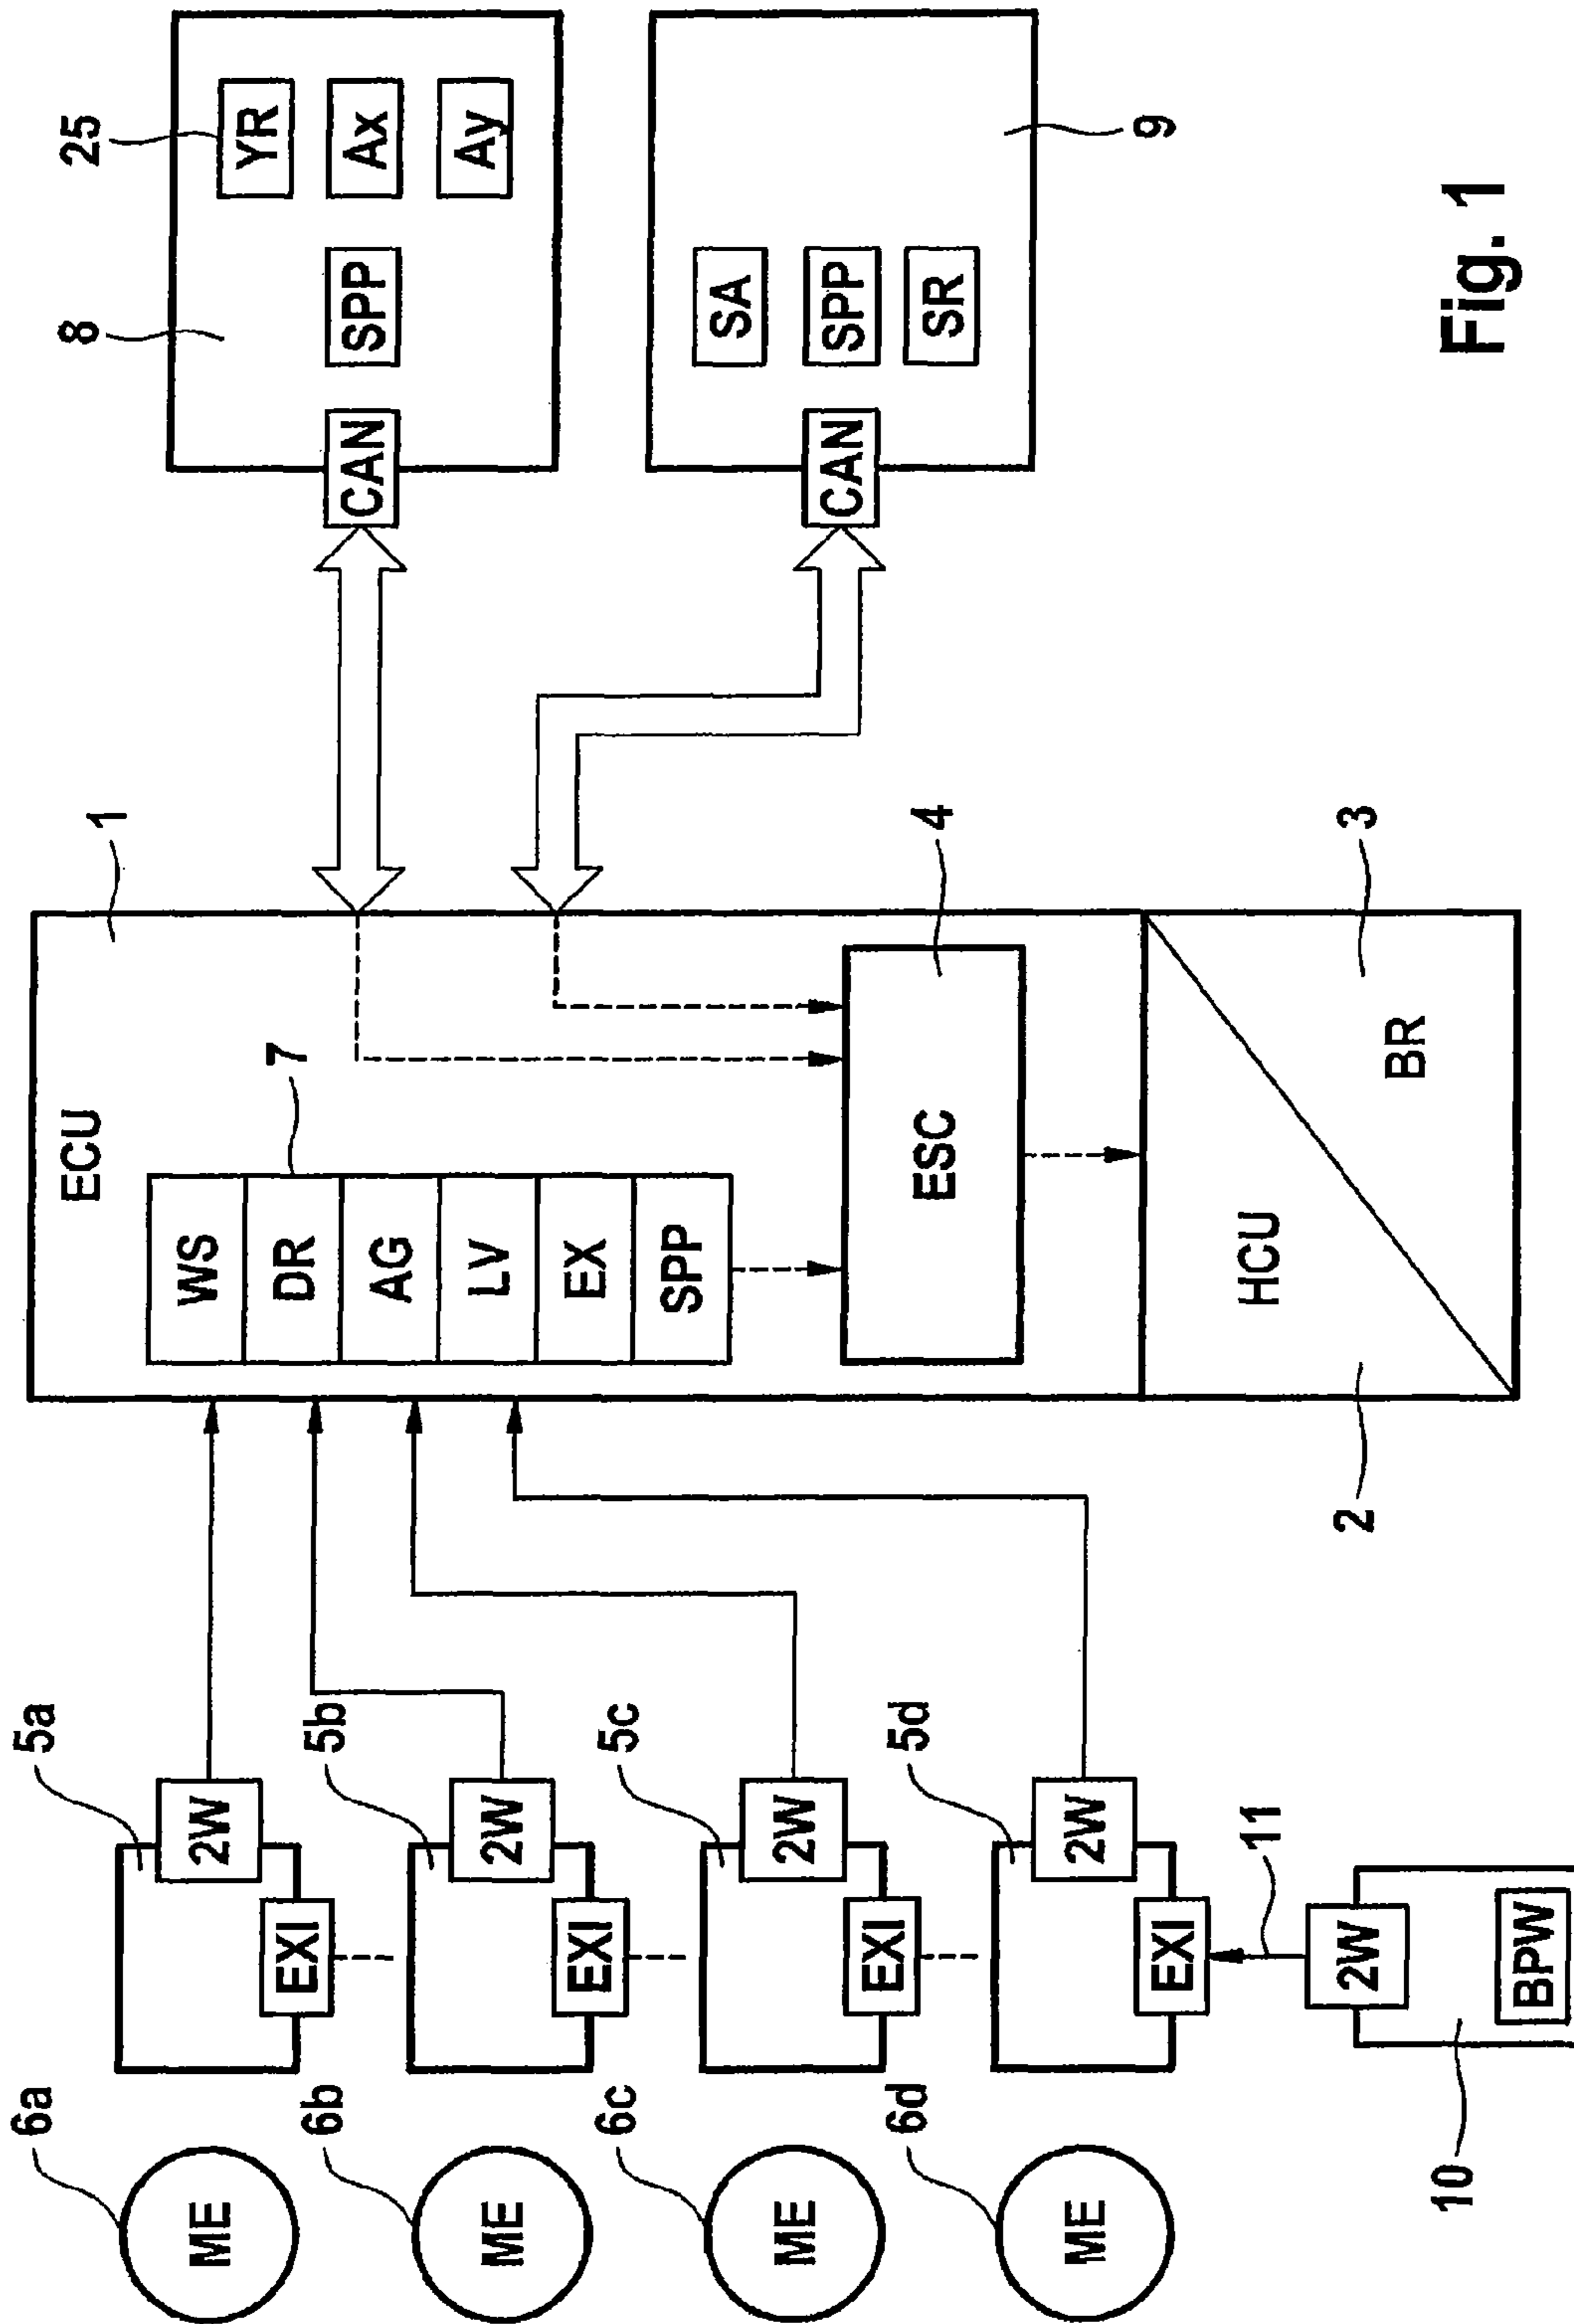 6a
ME
6b
ME
6c
ME
6d
ME
5a
2W
EXI
5b
2W
EXI
5c
2W
EXI
5d
2W
EXI
11
2W
BPW
10
1
ECU
7
WS
DR
AG
LV
EX
SPP
ESC
4
HCU
2
BR
3
8
CAN
SPP
25
YR
Ax
Ay
CAN
SA
SPP
SR
9
Fig. 1